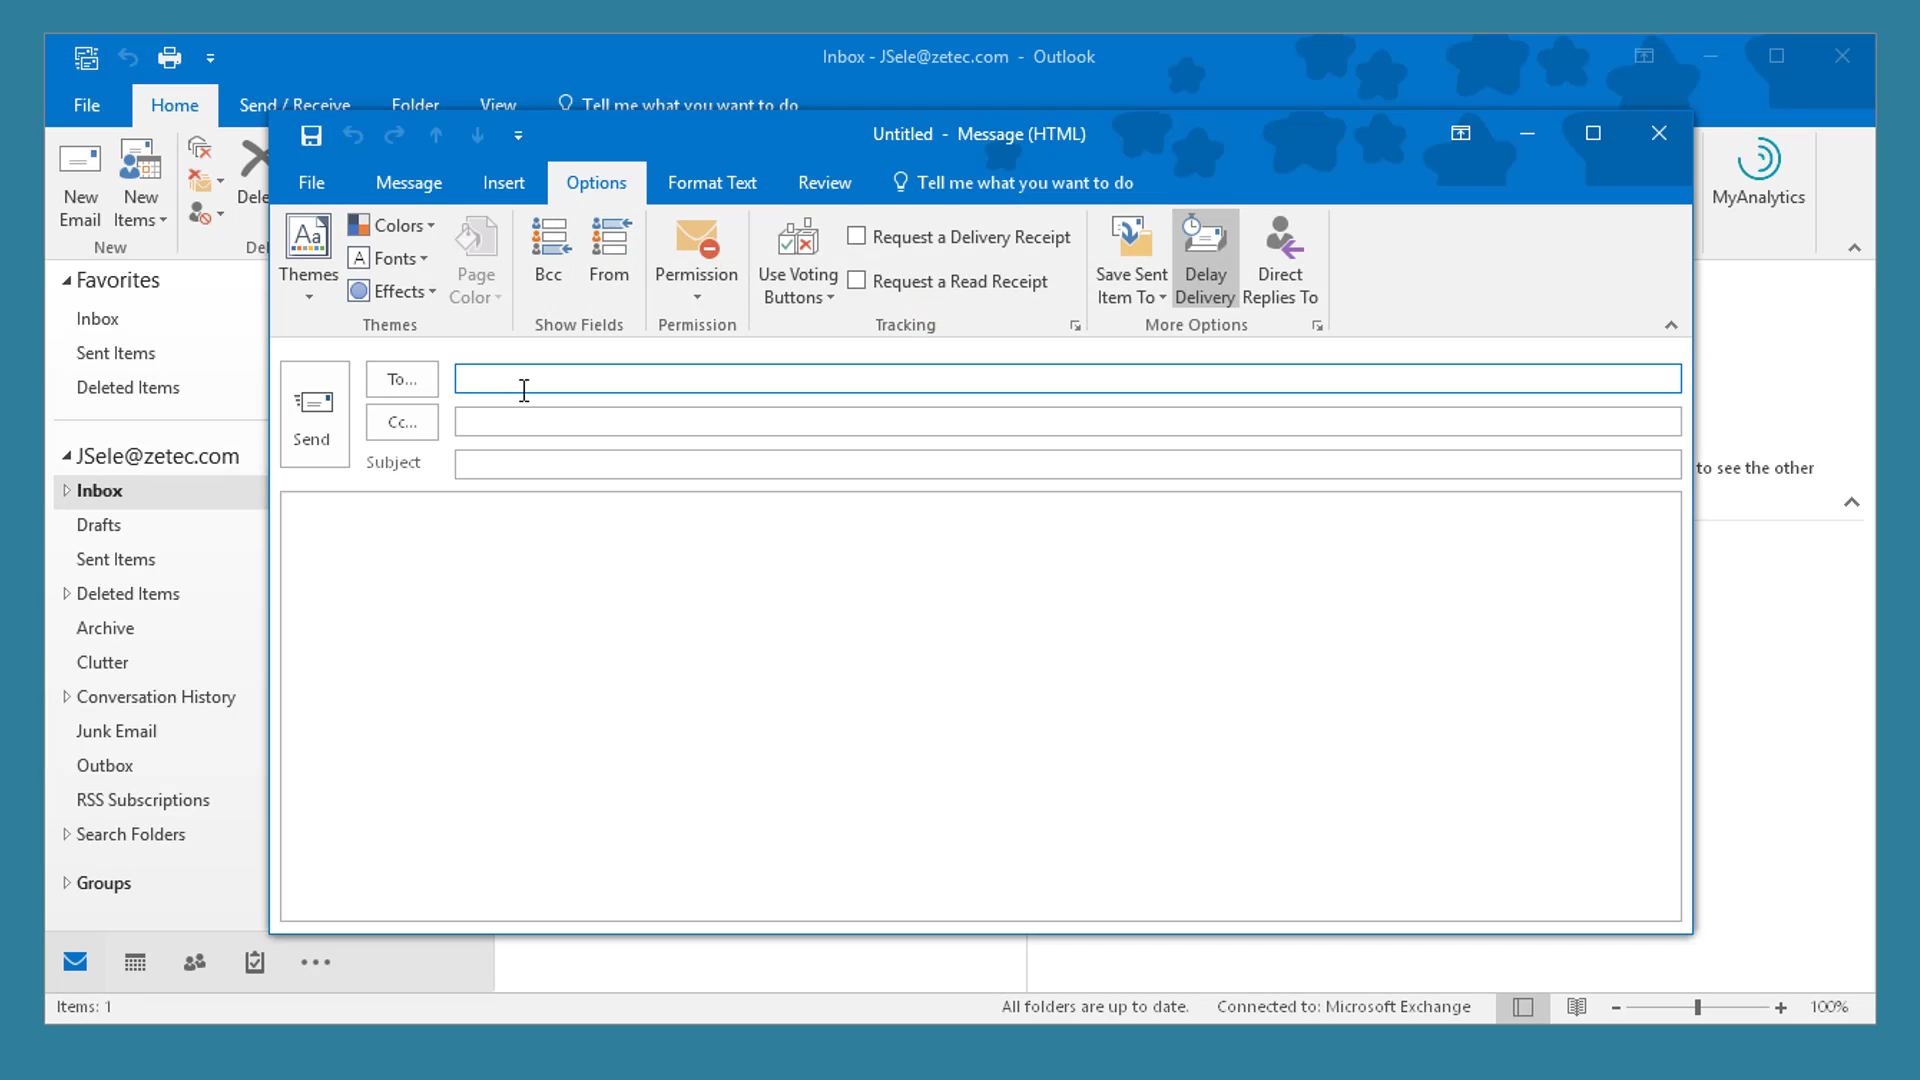 Inbox - JSele@zetec.com - Outlook
File
Home
Send / Receive
Folder
View
Tell me what you want to do
New
Email
New
Items
New
Dele
Del
MyAnalytics
Untitled - Message (HTML)
File
Message
Insert
Options
Format Text
Review
Tell me what you want to do
Aa
Themes
Colors
A Fonts
Effects
Page
Color
Themes
Bcc
From
Show Fields
Permission
Permission
Use Voting
Buttons
Request a Delivery Receipt
Request a Read Receipt
Tracking
Save Sent
Item To
Delay
Delivery
Direct
Replies To
More Options
Send
To...
Cc...
Subject
Favorites
Inbox
Sent Items
Deleted Items
JSele@zetec.com
Inbox
Drafts
Sent Items
Deleted Items
Archive
Clutter
Conversation History
Junk Email
Outbox
RSS Subscriptions
Search Folders
Groups
to see the other
Items: 1
All folders are up to date.
Connected to: Microsoft Exchange
100%